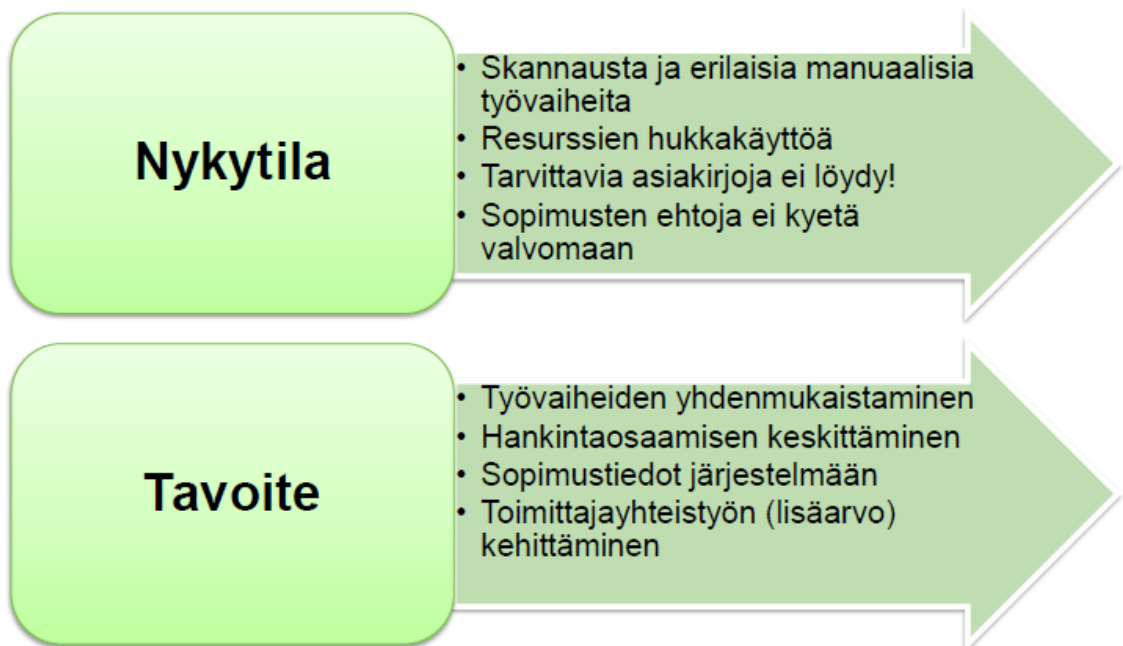 Nykytila
• Skannausta ja erilaisia manuaalisia
työvaiheita
• Resurssien hukkakäyttöä
• Tarvittavia asiakirjoja ei löydy!
• Sopimusten ehtoja ei kyetä
valvomaan
Tavoite
• Työvaiheiden yhdenmukaistaminen
• Hankintaosaamisen keskittäminen
• Sopimustiedot järjestelmään
• Toimittajayhteistyön (lisäarvo)
kehittäminen